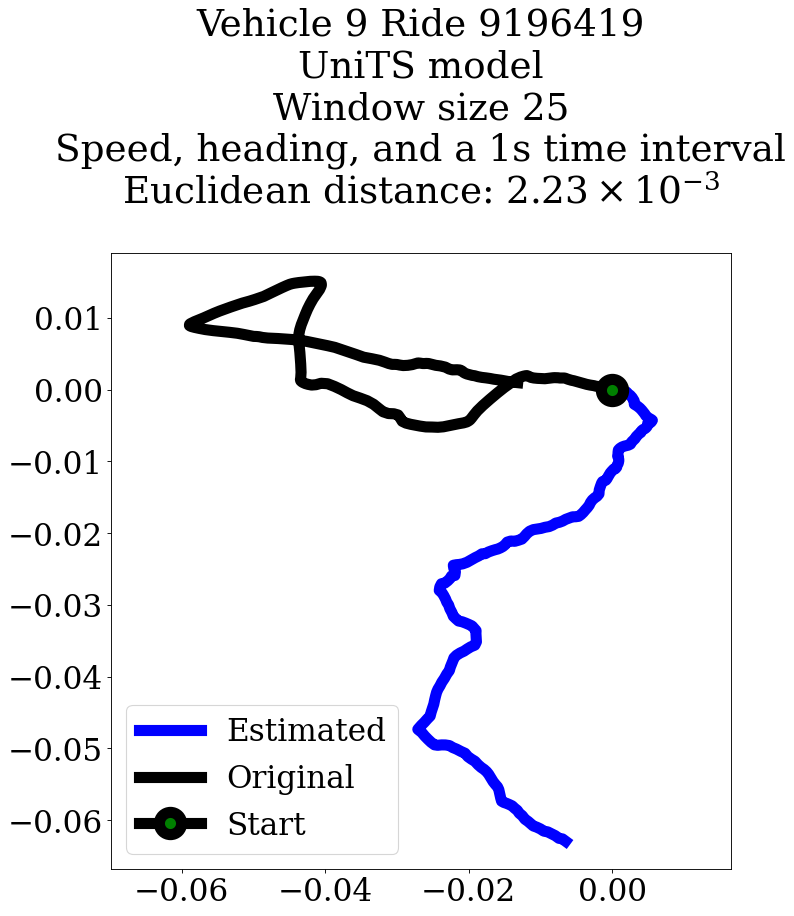 Vehicle 9 Ride 9196419
UniTS model
Window size 25
Speed, heading, and a 1s time interval
Euclidean distance: 2.23 × 10⁻³
0.01
0.00
−0.01
−0.02
−0.03
−0.04
−0.05
−0.06
Estimated
Original
Start
−0.06 −0.04 −0.02 0.00